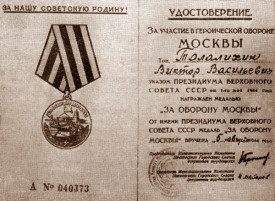 ЗА НАШУ СОВЕТСКУЮ РОДИНУ!
А № 040373
УДОСТОВЕРЕНИЕ.
ЗА УЧАСТИЕ В ГЕРОИЧЕСКОЙ ОБОРОНЕ
МОСКВЫ
Талалихин
Виктор Васильевич
УКАЗОМ ПРЕЗИДИУМА ВЕРХОВНОГО
СОВЕТА СССР от 1-го мая 1944 года
НАГРАЖДЕН МЕДАЛЬЮ
„ЗА ОБОРОНУ МОСКВЫ“
ОТ ИМЕНИ ПРЕЗИДИУМА ВЕРХОВНОГО
СОВЕТА СССР МЕДАЛЬ „ЗА ОБОРОНУ
МОСКВЫ“ ВРУЧЕНА
августа